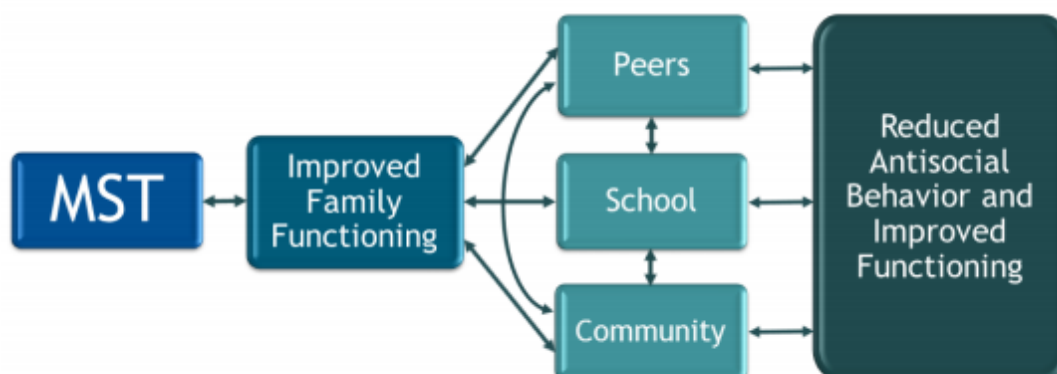 MST
Improved
Family
Functioning
Peers
School
Community
Reduced
Antisocial
Behavior and
Improved
Functioning